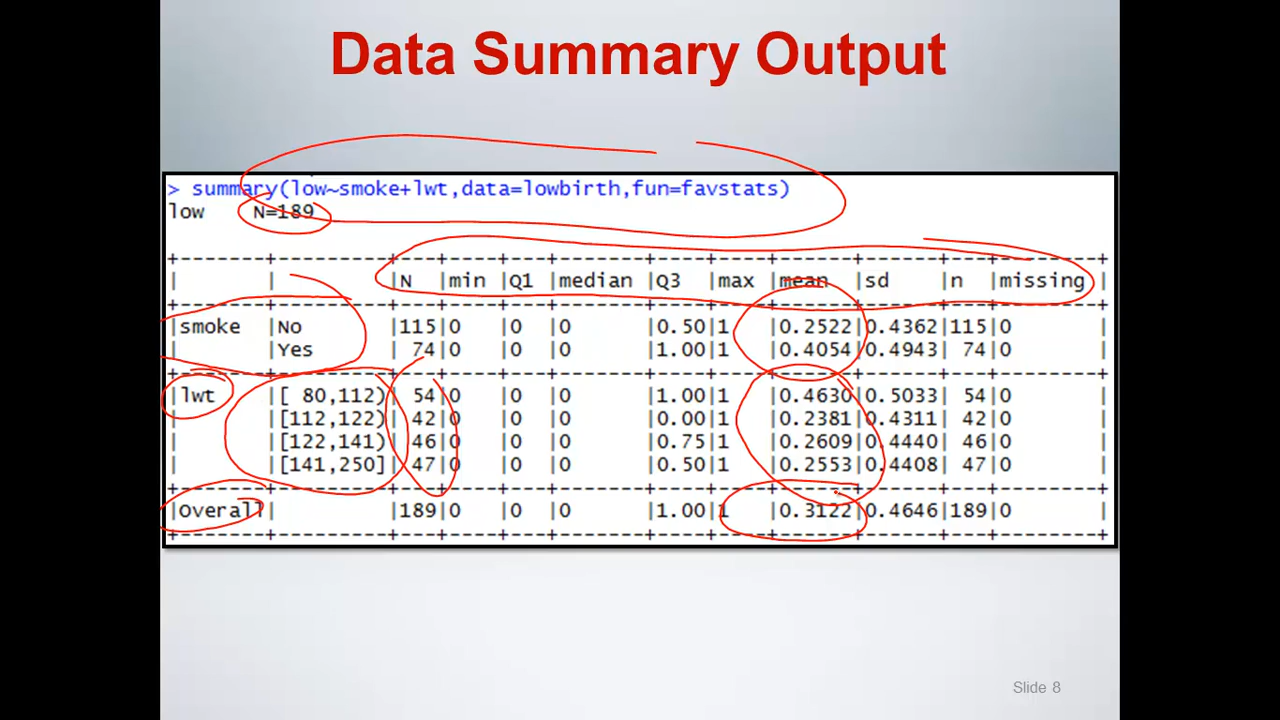 Data Summary Output
> summary(low~smoke+lwt,data=lowbirth,fun=favstats)
low    N=189
+-------+---------+---+---+--+------+----+---+------+------+---+-------+
|       |         |N  |min|Q1|median|Q3  |max|mean  |sd    |n  |missing|
+-------+---------+---+---+--+------+----+---+------+------+---+-------+
|smoke  |No       |115|0  |0 |0     |0.50|1  |0.2522|0.4362|115|0      |
|       |Yes      | 74|0  |0 |0     |1.00|1  |0.4054|0.4943| 74|0      |
+-------+---------+---+---+--+------+----+---+------+------+---+-------+
|lwt    |[ 80,112)| 54|0  |0 |0     |1.00|1  |0.4630|0.5033| 54|0      |
|       |[112,122)| 42|0  |0 |0     |0.00|1  |0.2381|0.4311| 42|0      |
|       |[122,141)| 46|0  |0 |0     |0.75|1  |0.2609|0.4440| 46|0      |
|       |[141,250]| 47|0  |0 |0     |0.50|1  |0.2553|0.4408| 47|0      |
+-------+---------+---+---+--+------+----+---+------+------+---+-------+
|Overall|         |189|0  |0 |0     |1.00|1  |0.3122|0.4646|189|0      |
+-------+---------+---+---+--+------+----+---+------+------+---+-------+
Slide 8